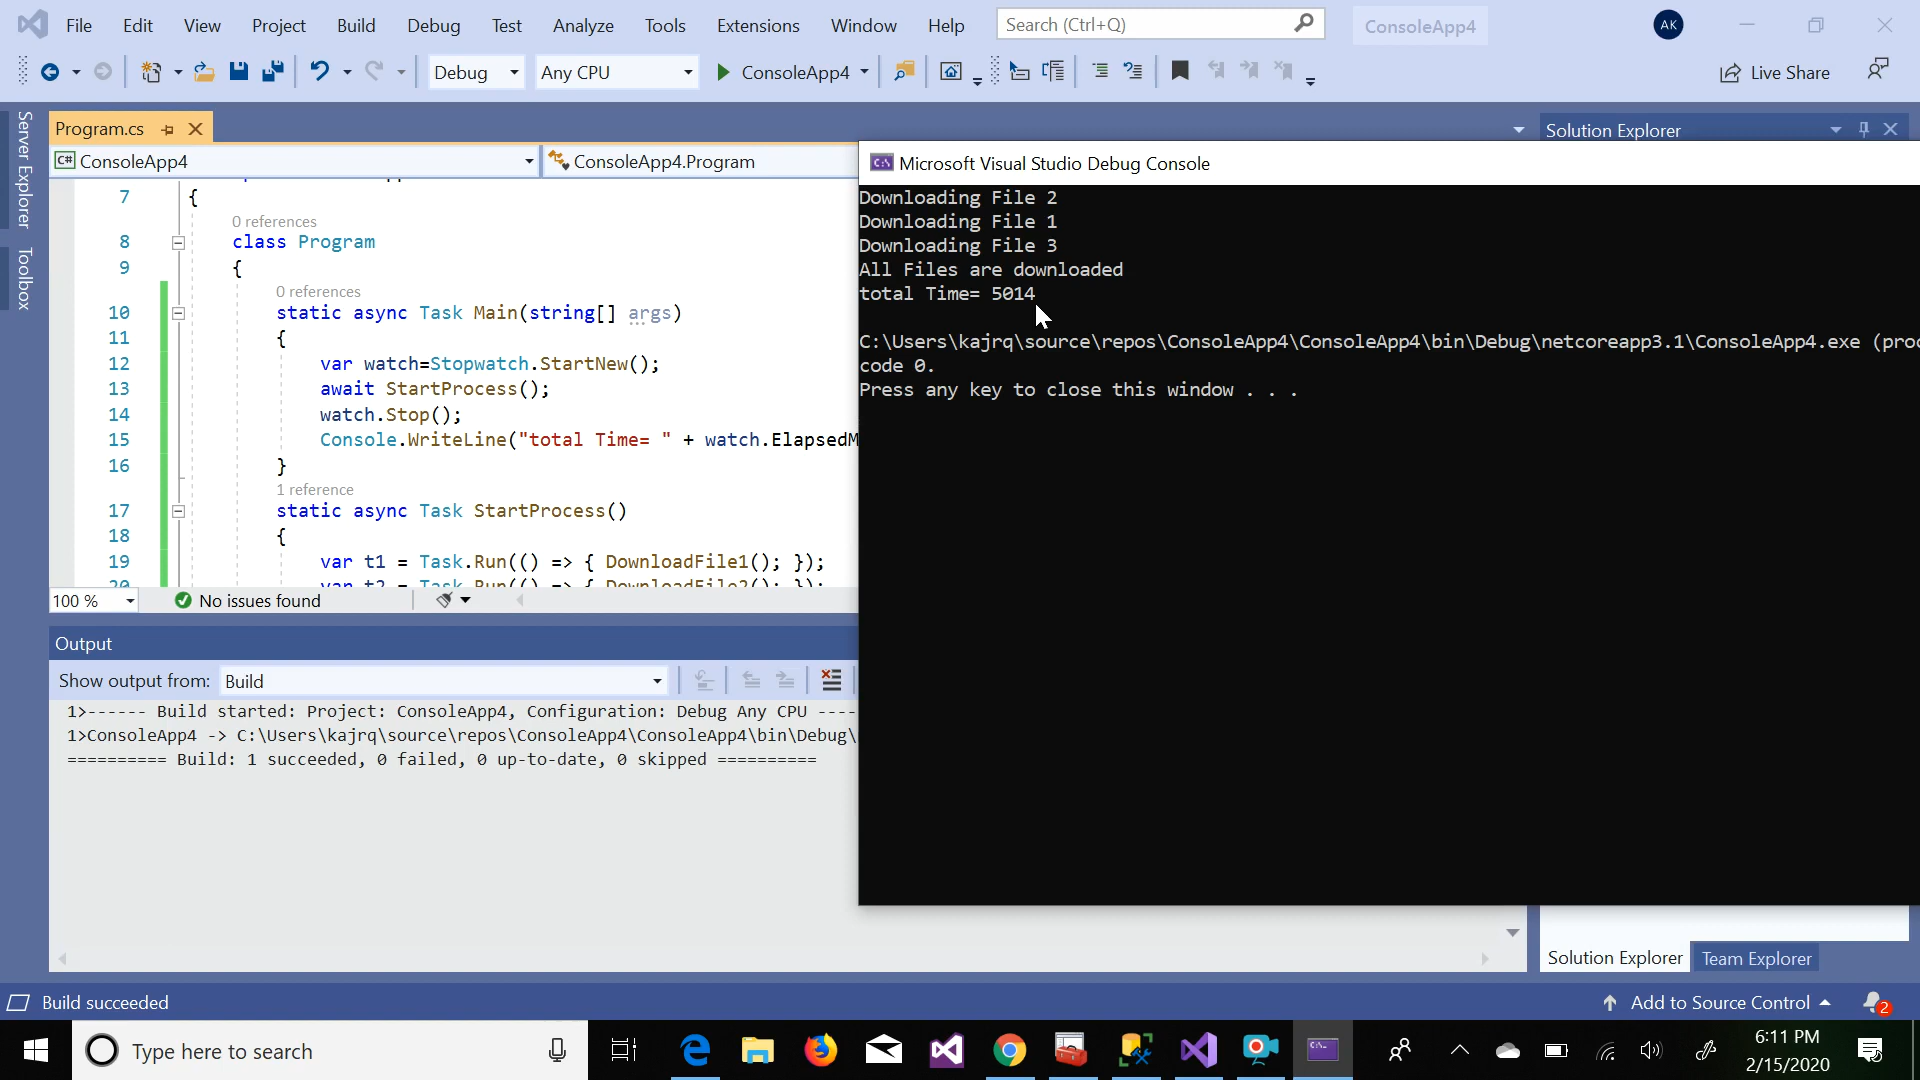 File Edit View Project Build Debug Test Analyze Tools Extensions Window Help Search (Ctrl+Q) ConsoleApp4 AK
Debug Any CPU ConsoleApp4 Live Share
Server Explorer
Toolbox
Program.cs
ConsoleApp4 ConsoleApp4.Program
7 {
0 references
8 class Program
9 {
0 references
10 static async Task Main(string[] args)
11 {
12 var watch=Stopwatch.StartNew();
13 await StartProcess();
14 watch.Stop();
15 Console.WriteLine("total Time= " + watch.ElapsedM
16 }
1 reference
17 static async Task StartProcess()
18 {
19 var t1 = Task.Run(() => { DownloadFile1(); });
20 var t2 = Task.Run(() => { DownloadFile2(); });
100 % No issues found
Output
Show output from: Build
1>------ Build started: Project: ConsoleApp4, Configuration: Debug Any CPU ----
1>ConsoleApp4 -> C:\Users\kajrq\source\repos\ConsoleApp4\ConsoleApp4\bin\Debug\
========== Build: 1 succeeded, 0 failed, 0 up-to-date, 0 skipped ==========
Solution Explorer
Microsoft Visual Studio Debug Console
Downloading File 2
Downloading File 1
Downloading File 3
All Files are downloaded
total Time= 5014
C:\Users\kajrq\source\repos\ConsoleApp4\ConsoleApp4\bin\Debug\netcoreapp3.1\ConsoleApp4.exe (proc
code 0.
Press any key to close this window . . .
Solution Explorer Team Explorer
Build succeeded Add to Source Control 2
Type here to search
6:11 PM
2/15/2020